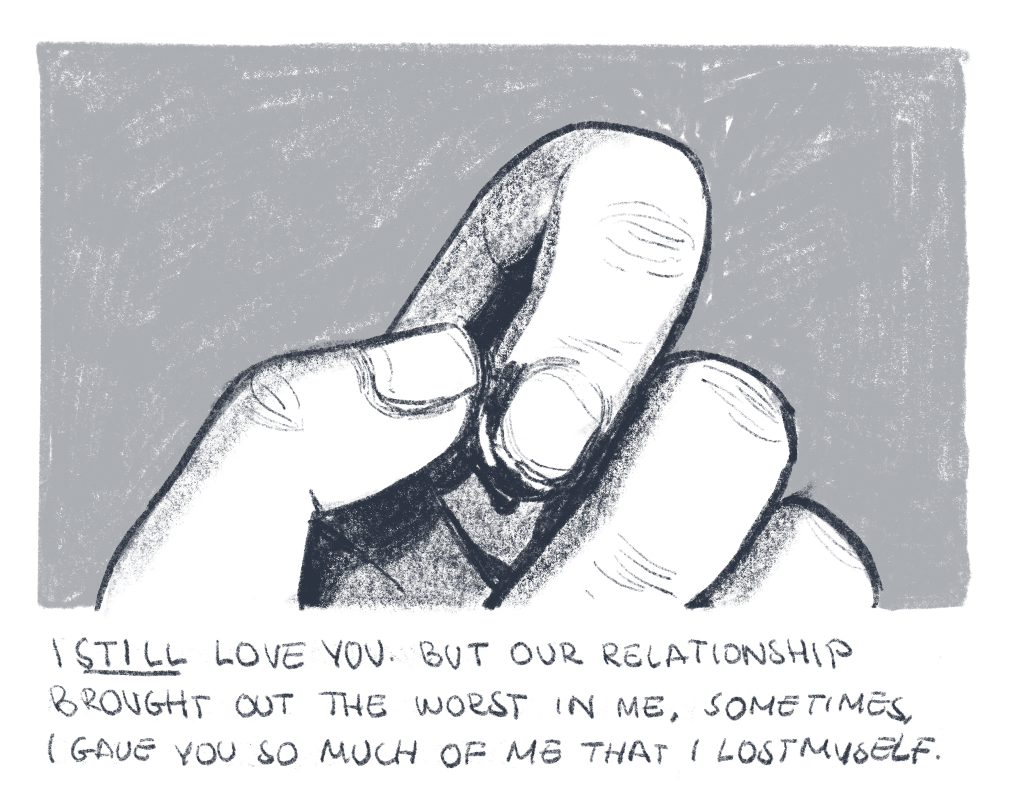 I STILL LOVE YOU. BUT OUR RELATIONSHIP
BROUGHT OUT THE WORST IN ME, SOMETIMES,
I GAVE YOU SO MUCH OF ME THAT I LOST MYSELF.